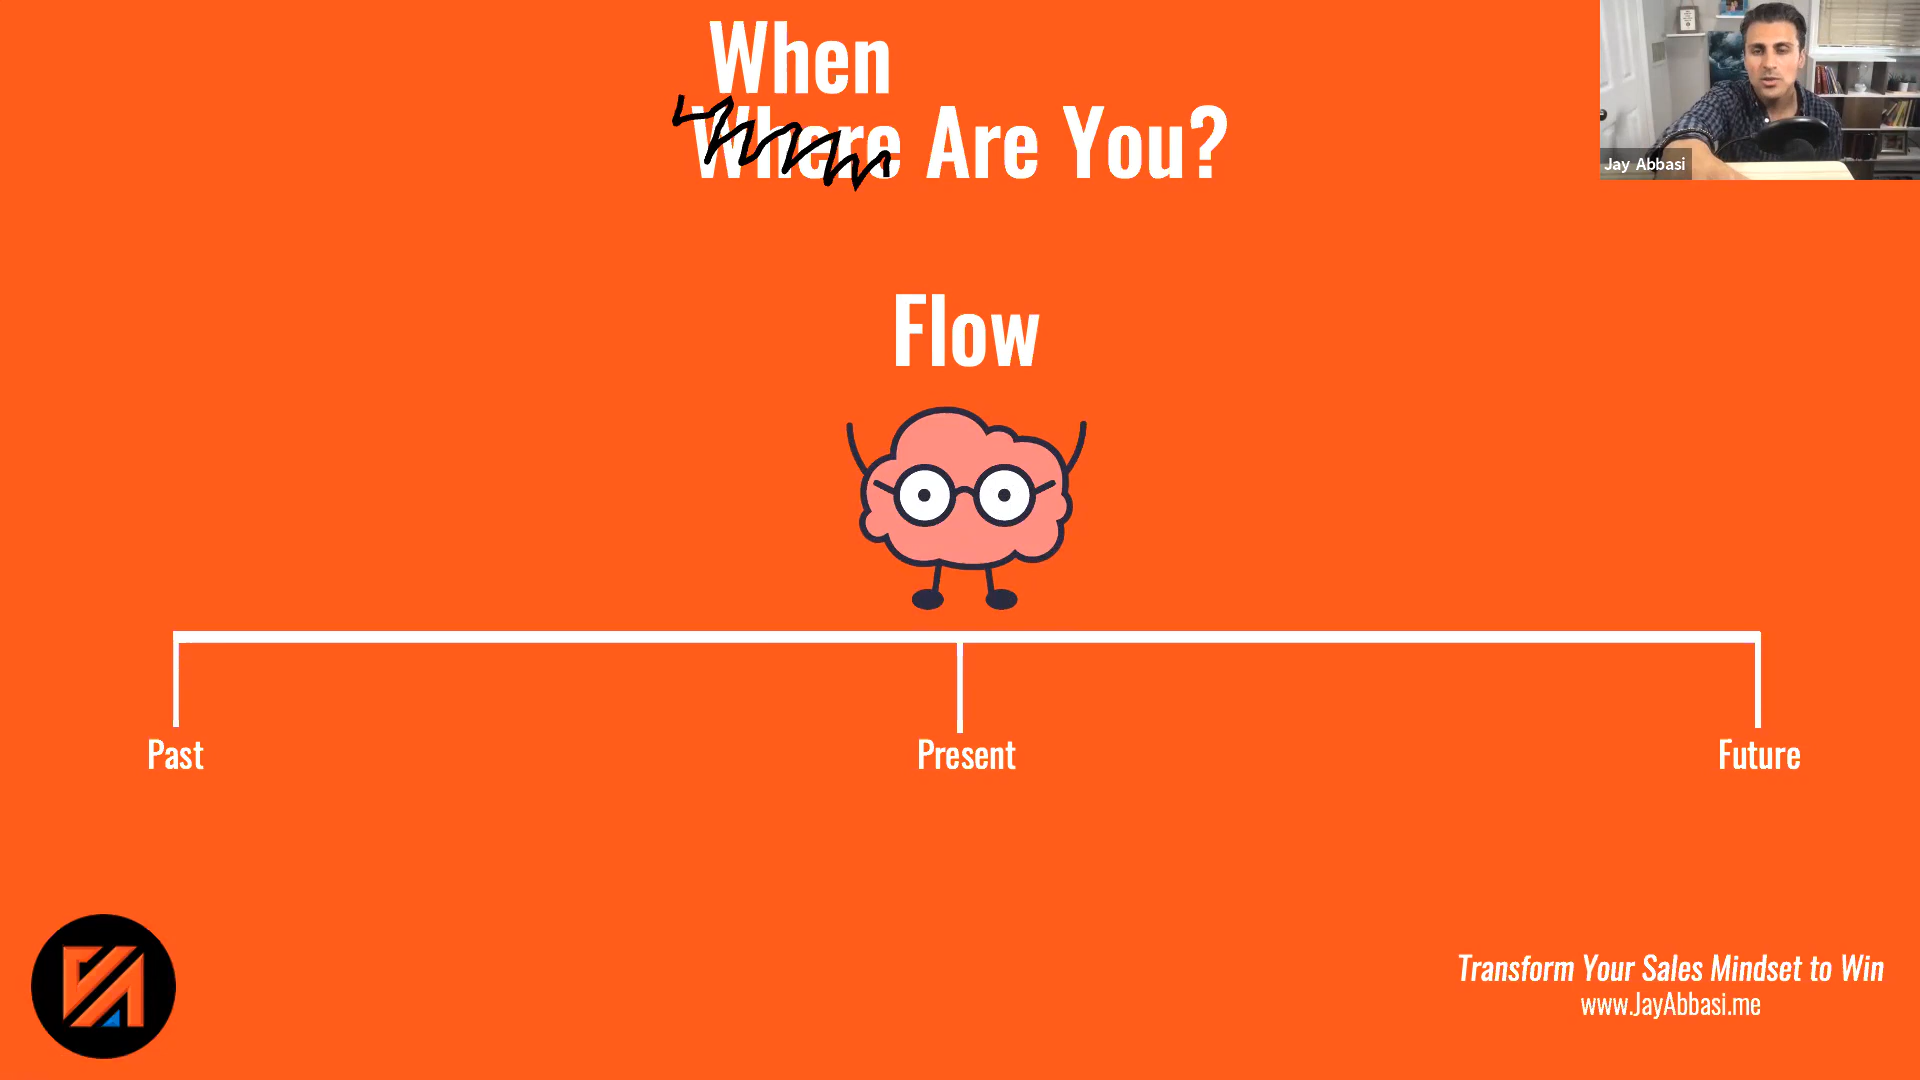 When
Where Are You?
Jay Abbasi
Flow
Past
Present
Future
Transform Your Sales Mindset to Win
www.JayAbbasi.me